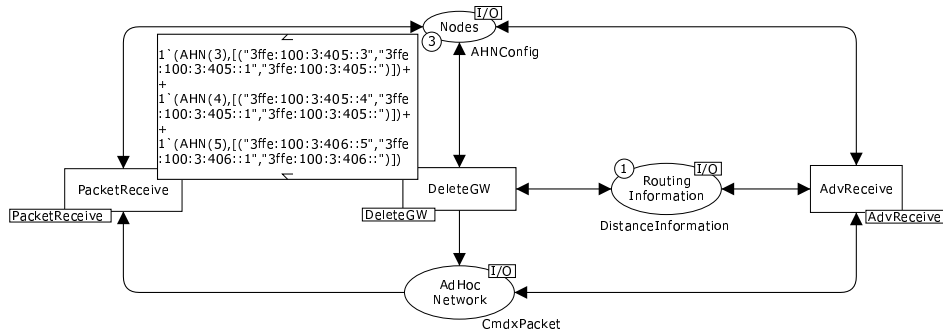 I/O
Nodes
3
AHNConfig
1`(AHN(3),[("3ffe:100:3:405::3","3ffe
:100:3:405::1","3ffe:100:3:405::")])+
+
1`(AHN(4),[("3ffe:100:3:405::4","3ffe
:100:3:405::1","3ffe:100:3:405::")])+
+
1`(AHN(5),[("3ffe:100:3:406::5","3ffe
:100:3:406::1","3ffe:100:3:406::")])
PacketReceive
PacketReceive
DeleteGW
DeleteGW
1
I/O
Routing
Information
DistanceInformation
AdvReceive
AdvReceive
I/O
AdHoc
Network
CmdxPacket